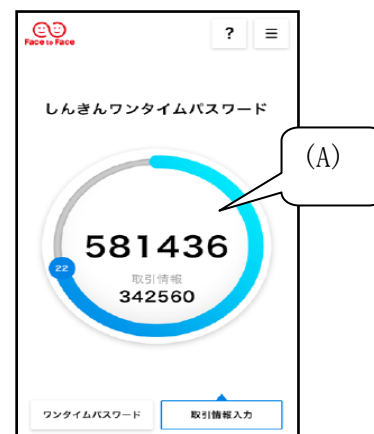 Face to Face
?
しんきんワンタイムパスワード
(A)
581436
22
取引情報
342560
ワンタイムパスワード
取引情報入力